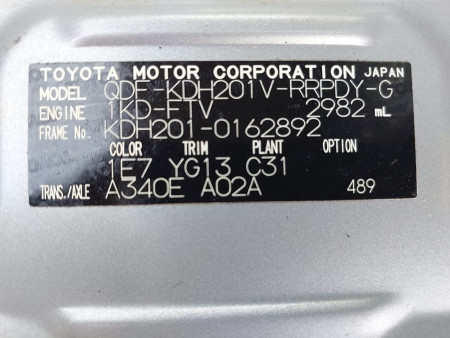 TOYOTA MOTOR CORPORATION JAPAN
MODEL QDF-KDH201V-RRPDY-G
ENGINE 1KD-FTV 2982 mL
FRAME No. KDH201-0162892
COLOR TRIM PLANT OPTION
1E7 YG13 C31
TRANS./AXLE A340E A02A 489